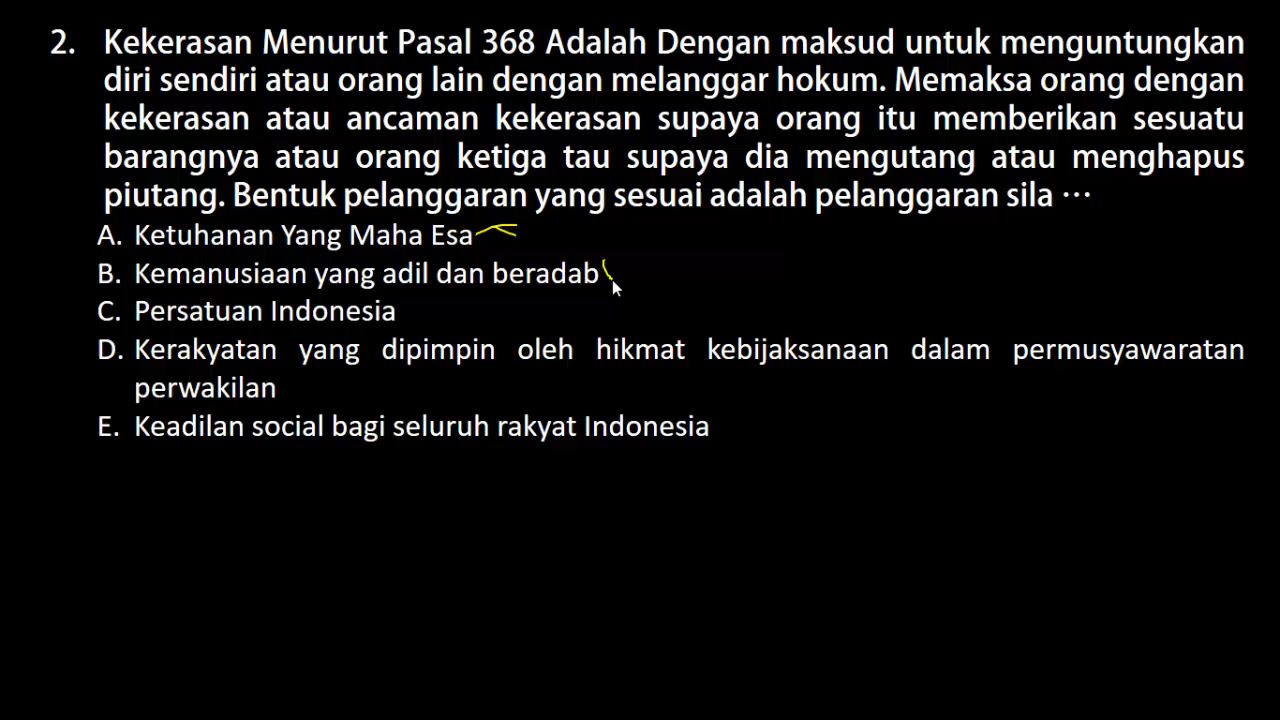 2. Kekerasan Menurut Pasal 368 Adalah Dengan maksud untuk menguntungkan
diri sendiri atau orang lain dengan melanggar hokum. Memaksa orang dengan
kekerasan atau ancaman kekerasan supaya orang itu memberikan sesuatu
barangnya atau orang ketiga tau supaya dia mengutang atau menghapus
piutang. Bentuk pelanggaran yang sesuai adalah pelanggaran sila ...
A. Ketuhanan Yang Maha Esa
B. Kemanusiaan yang adil dan beradab
C. Persatuan Indonesia
D. Kerakyatan yang dipimpin oleh hikmat kebijaksanaan dalam permusyawaratan
perwakilan
E. Keadilan social bagi seluruh rakyat Indonesia